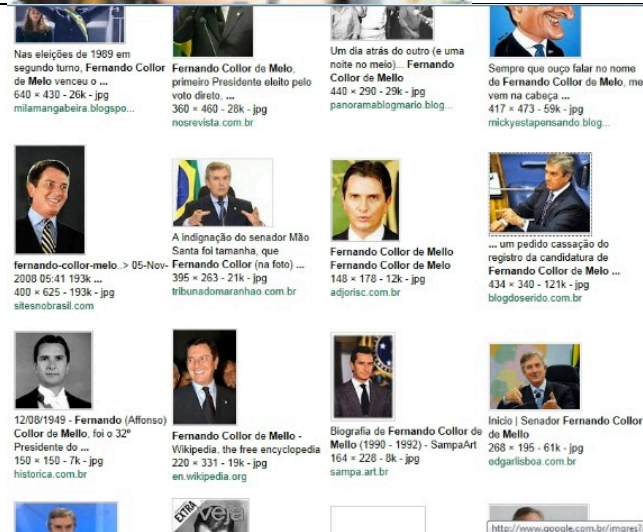 Nas eleições de 1989 em
segundo turno, Fernando Collor
de Melo venceu o ...
640 × 430 - 26k - jpg
milamangabeira.blogspo...
Fernando Collor de Melo,
primeiro Presidente eleito pelo
voto direto, ...
360 × 460 - 28k - jpg
nosrevista.com.br
Um dia atrás do outro (e uma
noite no meio)... Fernando
Collor de Mello
440 × 290 - 29k - jpg
panoramablogmario.blog...
Sempre que ouço falar no nome
de Fernando Collor de Melo, me
vem na cabeça ...
417 × 473 - 59k - jpg
mickyestapensando.blog...
fernando-collor-melo..> 05-Nov-
2008 05:41 193k ...
400 × 625 - 193k - jpg
sitesnobrasil.com
A indignação do senador Mão
Santa foi tamanha, que
Fernando Collor (na foto) ...
395 × 263 - 21k - jpg
tribunadomaranhao.com.br
Fernando Collor de Mello
Fernando Collor de Melo
148 × 178 - 12k - jpg
adjorisc.com.br
... um pedido cassação do
registro da candidatura de
Fernando Collor de Melo ...
434 × 340 - 121k - jpg
blogdoserido.com.br
12/08/1949 - Fernando (Affonso)
Collor de Mello, foi o 32º
Presidente do ...
150 × 150 - 7k - jpg
historica.com.br
Fernando Collor de Mello -
Wikipedia, the free encyclopedia
220 × 331 - 19k - jpg
en.wikipedia.org
Biografia de Fernando Collor de
Mello (1990 - 1992) - SampaArt
164 × 228 - 8k - jpg
sampa.art.br
Início | Senador Fernando Collor
de Mello
268 × 195 - 61k - jpg
edgarlisboa.com.br
EXTRA
veja
http://www.google.com.br/imgres?